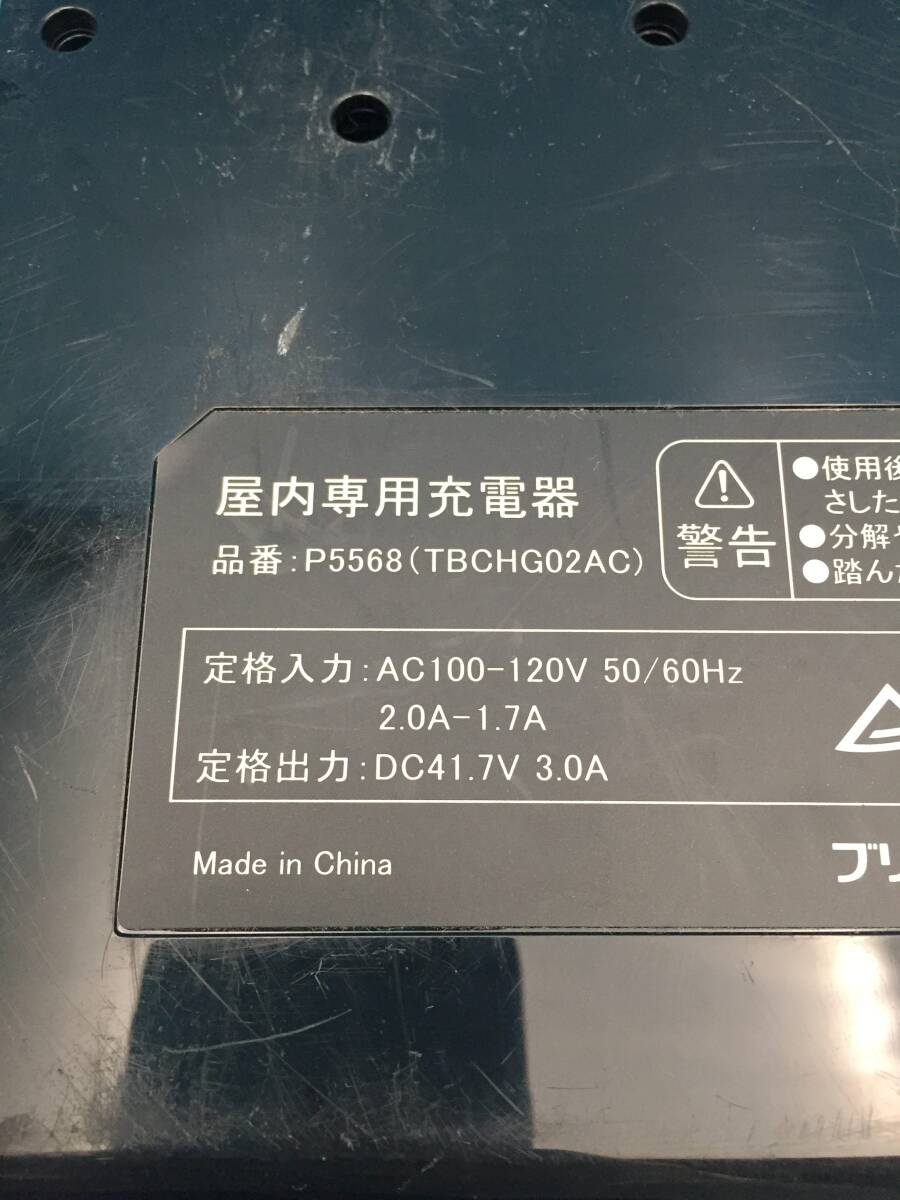 屋内専用充電器
品番:P5568(TBCHG02AC)
警告
●使用後
さした
●分解
●踏ん
定格入力:AC100-120V 50/60Hz
2.0A-1.7A
定格出力:DC41.7V 3.0A
Made in China
ブリ